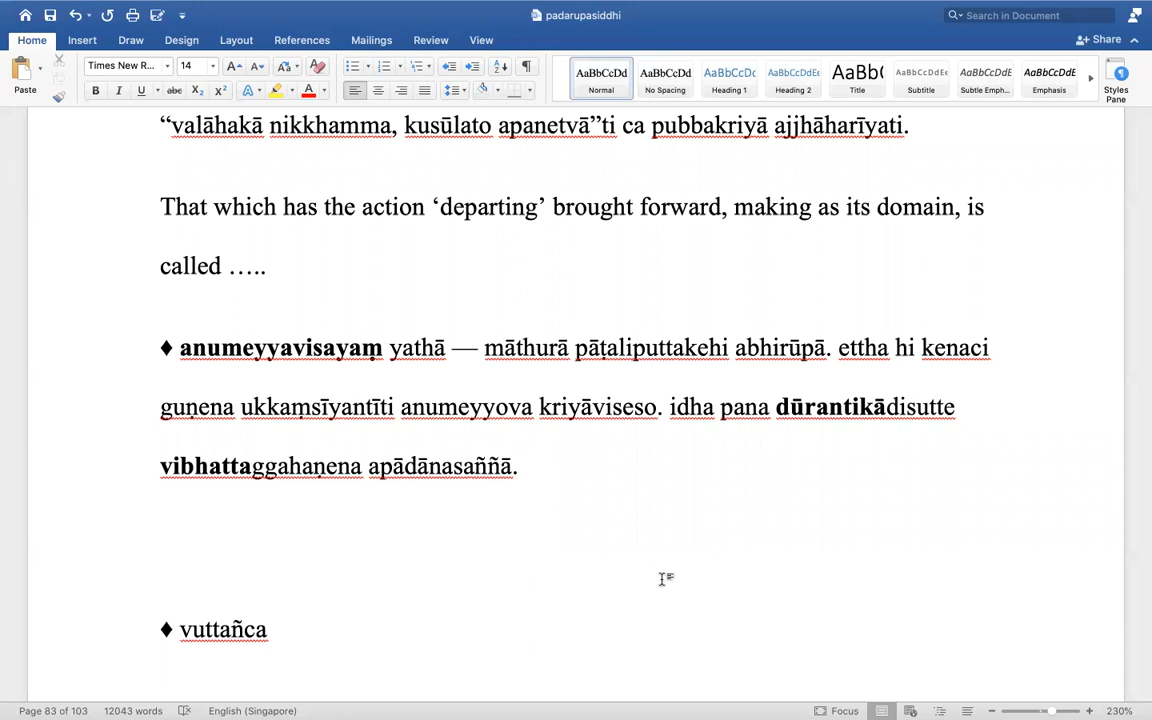 padarupasiddhi
Search in Document
Home Insert Draw Design Layout References Mailings Review View
Share
Paste
Times New R... 14
AaBbCcDd AaBbCcDd AaBbCcDc AaBbCcDdEe AaBbC AaBbCcDdEe AaBbCcDdEe AaBbCcDdEe
Normal No Spacing Heading 1 Heading 2 Title Subtitle Subtle Emph... Emphasis
Styles
Pane
“valāhakā nikkhamma, kusūlato apanetvā”ti ca pubbakriyā ajjhāharīyati.
That which has the action ‘departing’ brought forward, making as its domain, is
called …..
♦ anumeyyavisayaṃ yathā — māthurā pāṭaliputtakehi abhirūpā. ettha hi kenaci
guṇena ukkaṃsīyantīti anumeyyova kriyāviseso. idha pana dūrantikādisutte
vibhattaggahaṇena apādānasaññā.
♦ vuttañca
Page 83 of 103 12043 words English (Singapore) Focus 230%